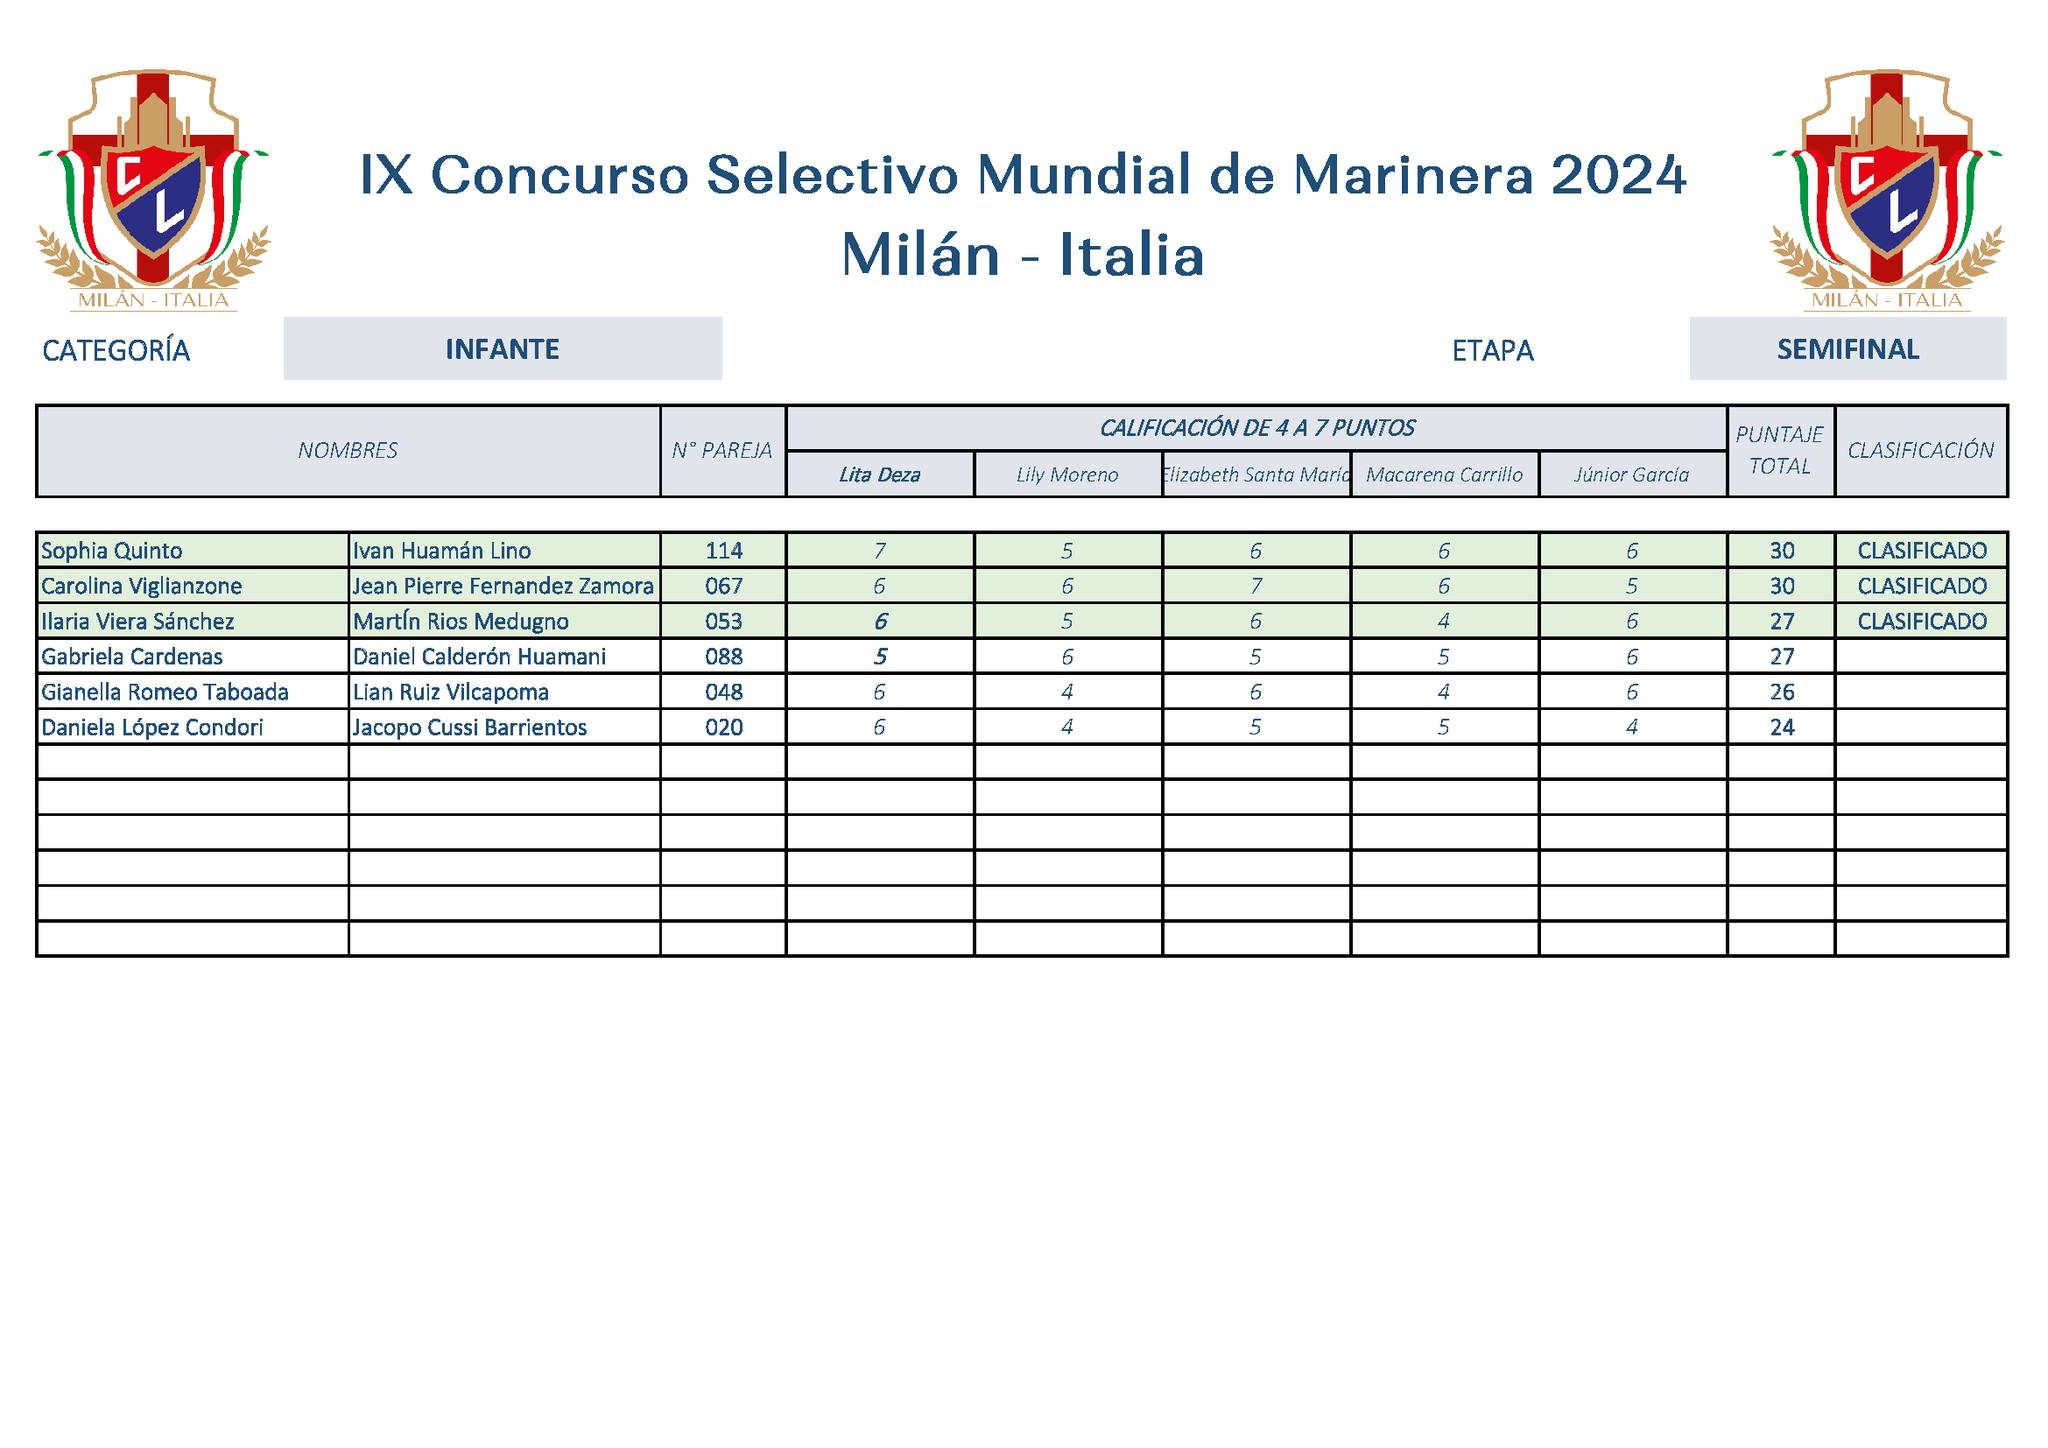 IX Concurso Selectivo Mundial de Marinera 2024
Milán - Italia
CL
MILÁN - ITALIA
CL
MILÁN - ITALIA
CATEGORÍA INFANTE ETAPA SEMIFINAL
NOMBRES N° PAREJA CALIFICACIÓN DE 4 A 7 PUNTOS PUNTAJE TOTAL CLASIFICACIÓN
Lita Deza Lily Moreno Elizabeth Santa María Macarena Carrillo Júnior García
Sophia Quinto Ivan Huamán Lino 114 7 5 6 6 6 30 CLASIFICADO
Carolina Viglianzone Jean Pierre Fernandez Zamora 067 6 6 7 6 5 30 CLASIFICADO
Ilaria Viera Sánchez MartÍn Rios Medugno 053 6 5 6 4 6 27 CLASIFICADO
Gabriela Cardenas Daniel Calderón Huamani 088 5 6 5 5 6 27
Gianella Romeo Taboada Lian Ruiz Vilcapoma 048 6 4 6 4 6 26
Daniela López Condori Jacopo Cussi Barrientos 020 6 4 5 5 4 24